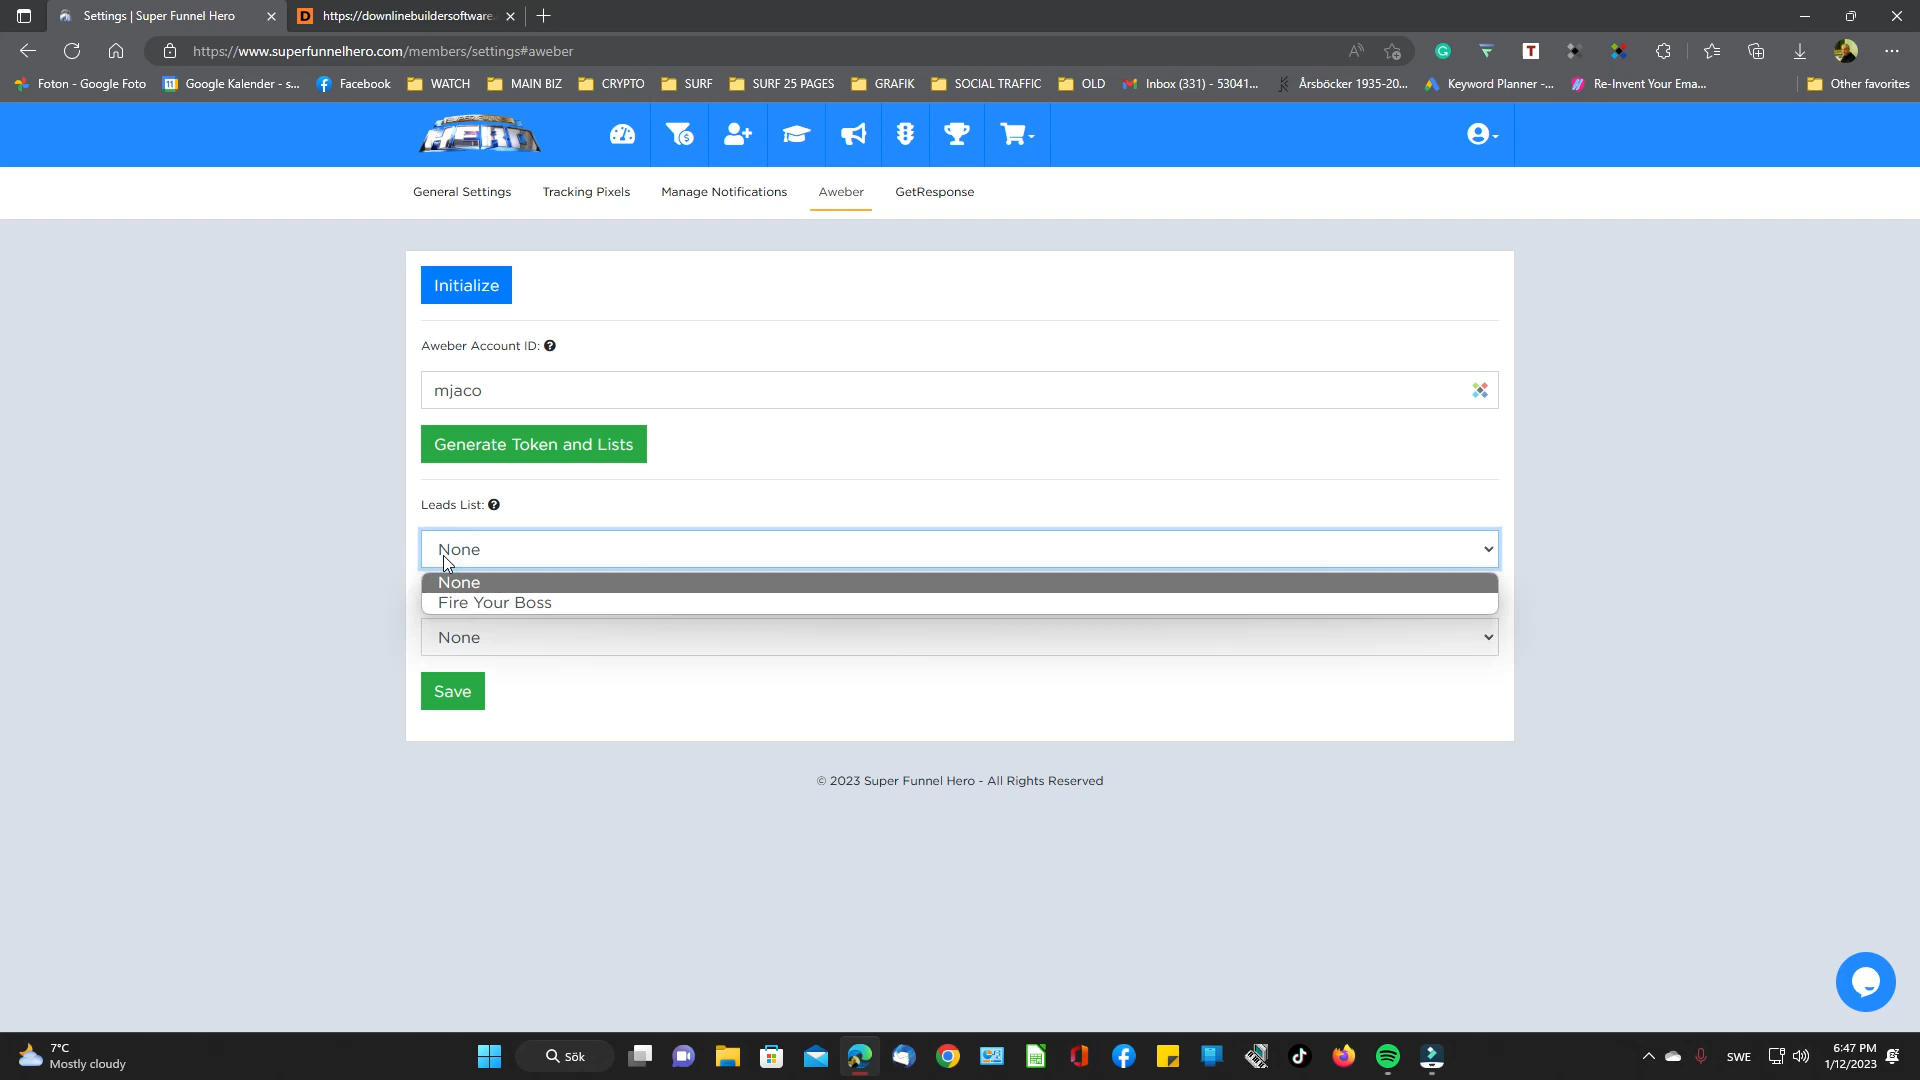 Settings | Super Funnel Hero
https://downlinebuildersoftware.
https://www.superfunnelhero.com/members/settings#aweber
Foton - Google Foto
Google Kalender - s...
Facebook
WATCH
MAIN BIZ
CRYPTO
SURF
SURF 25 PAGES
GRAFIK
SOCIAL TRAFFIC
OLD
Inbox (331) - 53041...
Årsböcker 1935-20...
Keyword Planner -...
Re-Invent Your Ema...
Other favorites
HERO
General Settings
Tracking Pixels
Manage Notifications
Aweber
GetResponse
Initialize
Aweber Account ID:
mjaco
Generate Token and Lists
Leads List:
None
None
Fire Your Boss
None
Save
© 2023 Super Funnel Hero - All Rights Reserved
7°C
Mostly cloudy
Sök
SWE
6:47 PM
1/12/2023